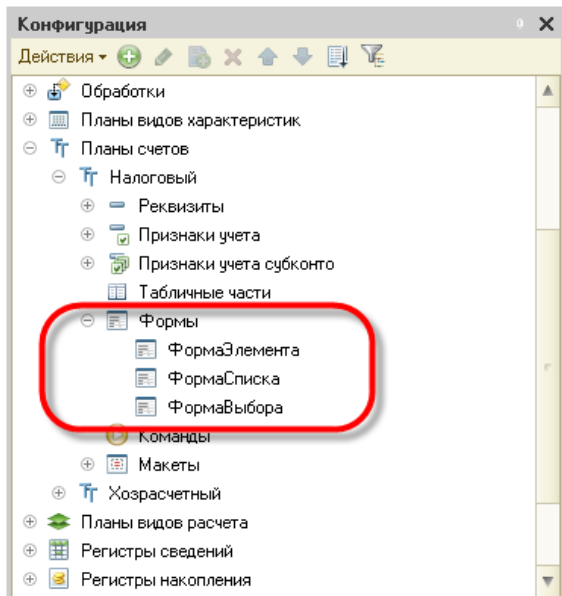 Конфигурация
Действия
Обработки
Планы видов характеристик
Планы счетов
Налоговый
Реквизиты
Признаки учета
Признаки учета субконто
Табличные части
Формы
ФормаЭлемента
ФормаСписка
ФормаВыбора
Команды
Макеты
Хозрасчетный
Планы видов расчета
Регистры сведений
Регистры накопления